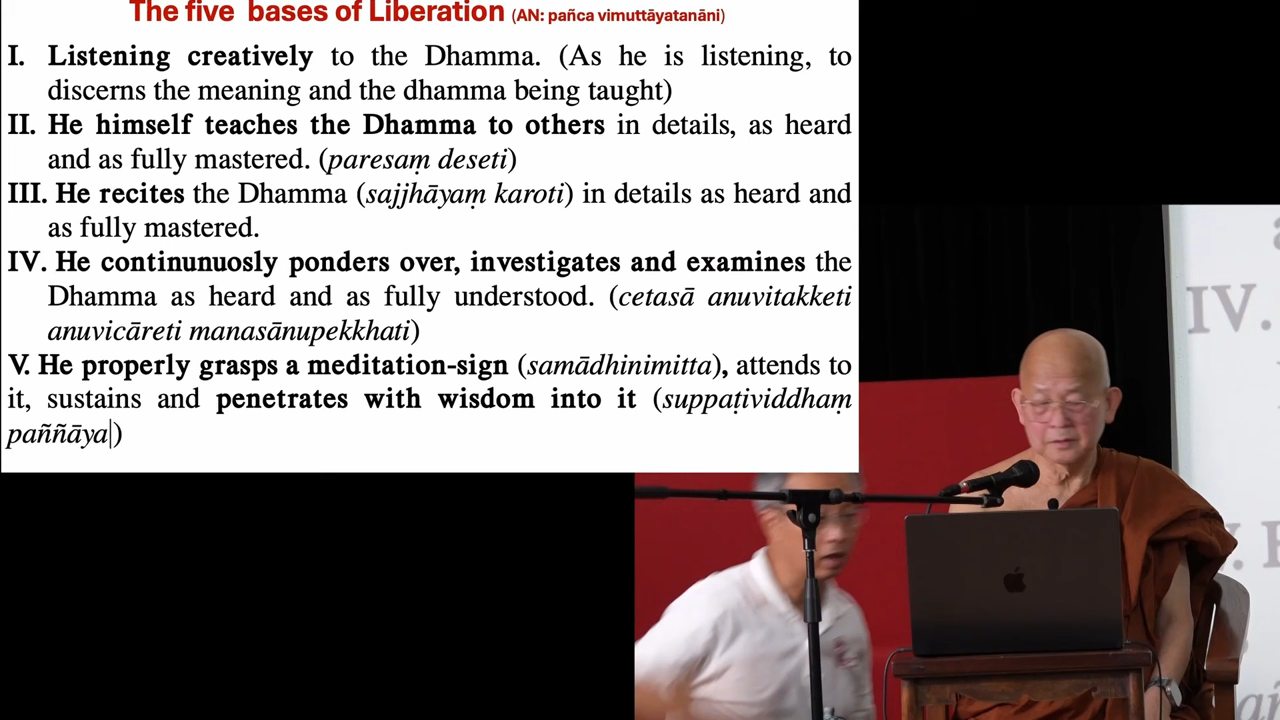 The five bases of Liberation (AN: pañca vimuttāyatanāni)
I. Listening creatively to the Dhamma. (As he is listening, to
discerns the meaning and the dhamma being taught)
II. He himself teaches the Dhamma to others in details, as heard
and as fully mastered. (paresaṃ deseti)
III. He recites the Dhamma (sajjhāyaṃ karoti) in details as heard and
as fully mastered.
IV. He continunuosly ponders over, investigates and examines the
Dhamma as heard and as fully understood. (cetasā anuvitakketi
anuvicāreti manasānupekkhati)
V. He properly grasps a meditation-sign (samādhinimitta), attends to
it, sustains and penetrates with wisdom into it (suppaṭividdhaṃ
paññāya)
IV.